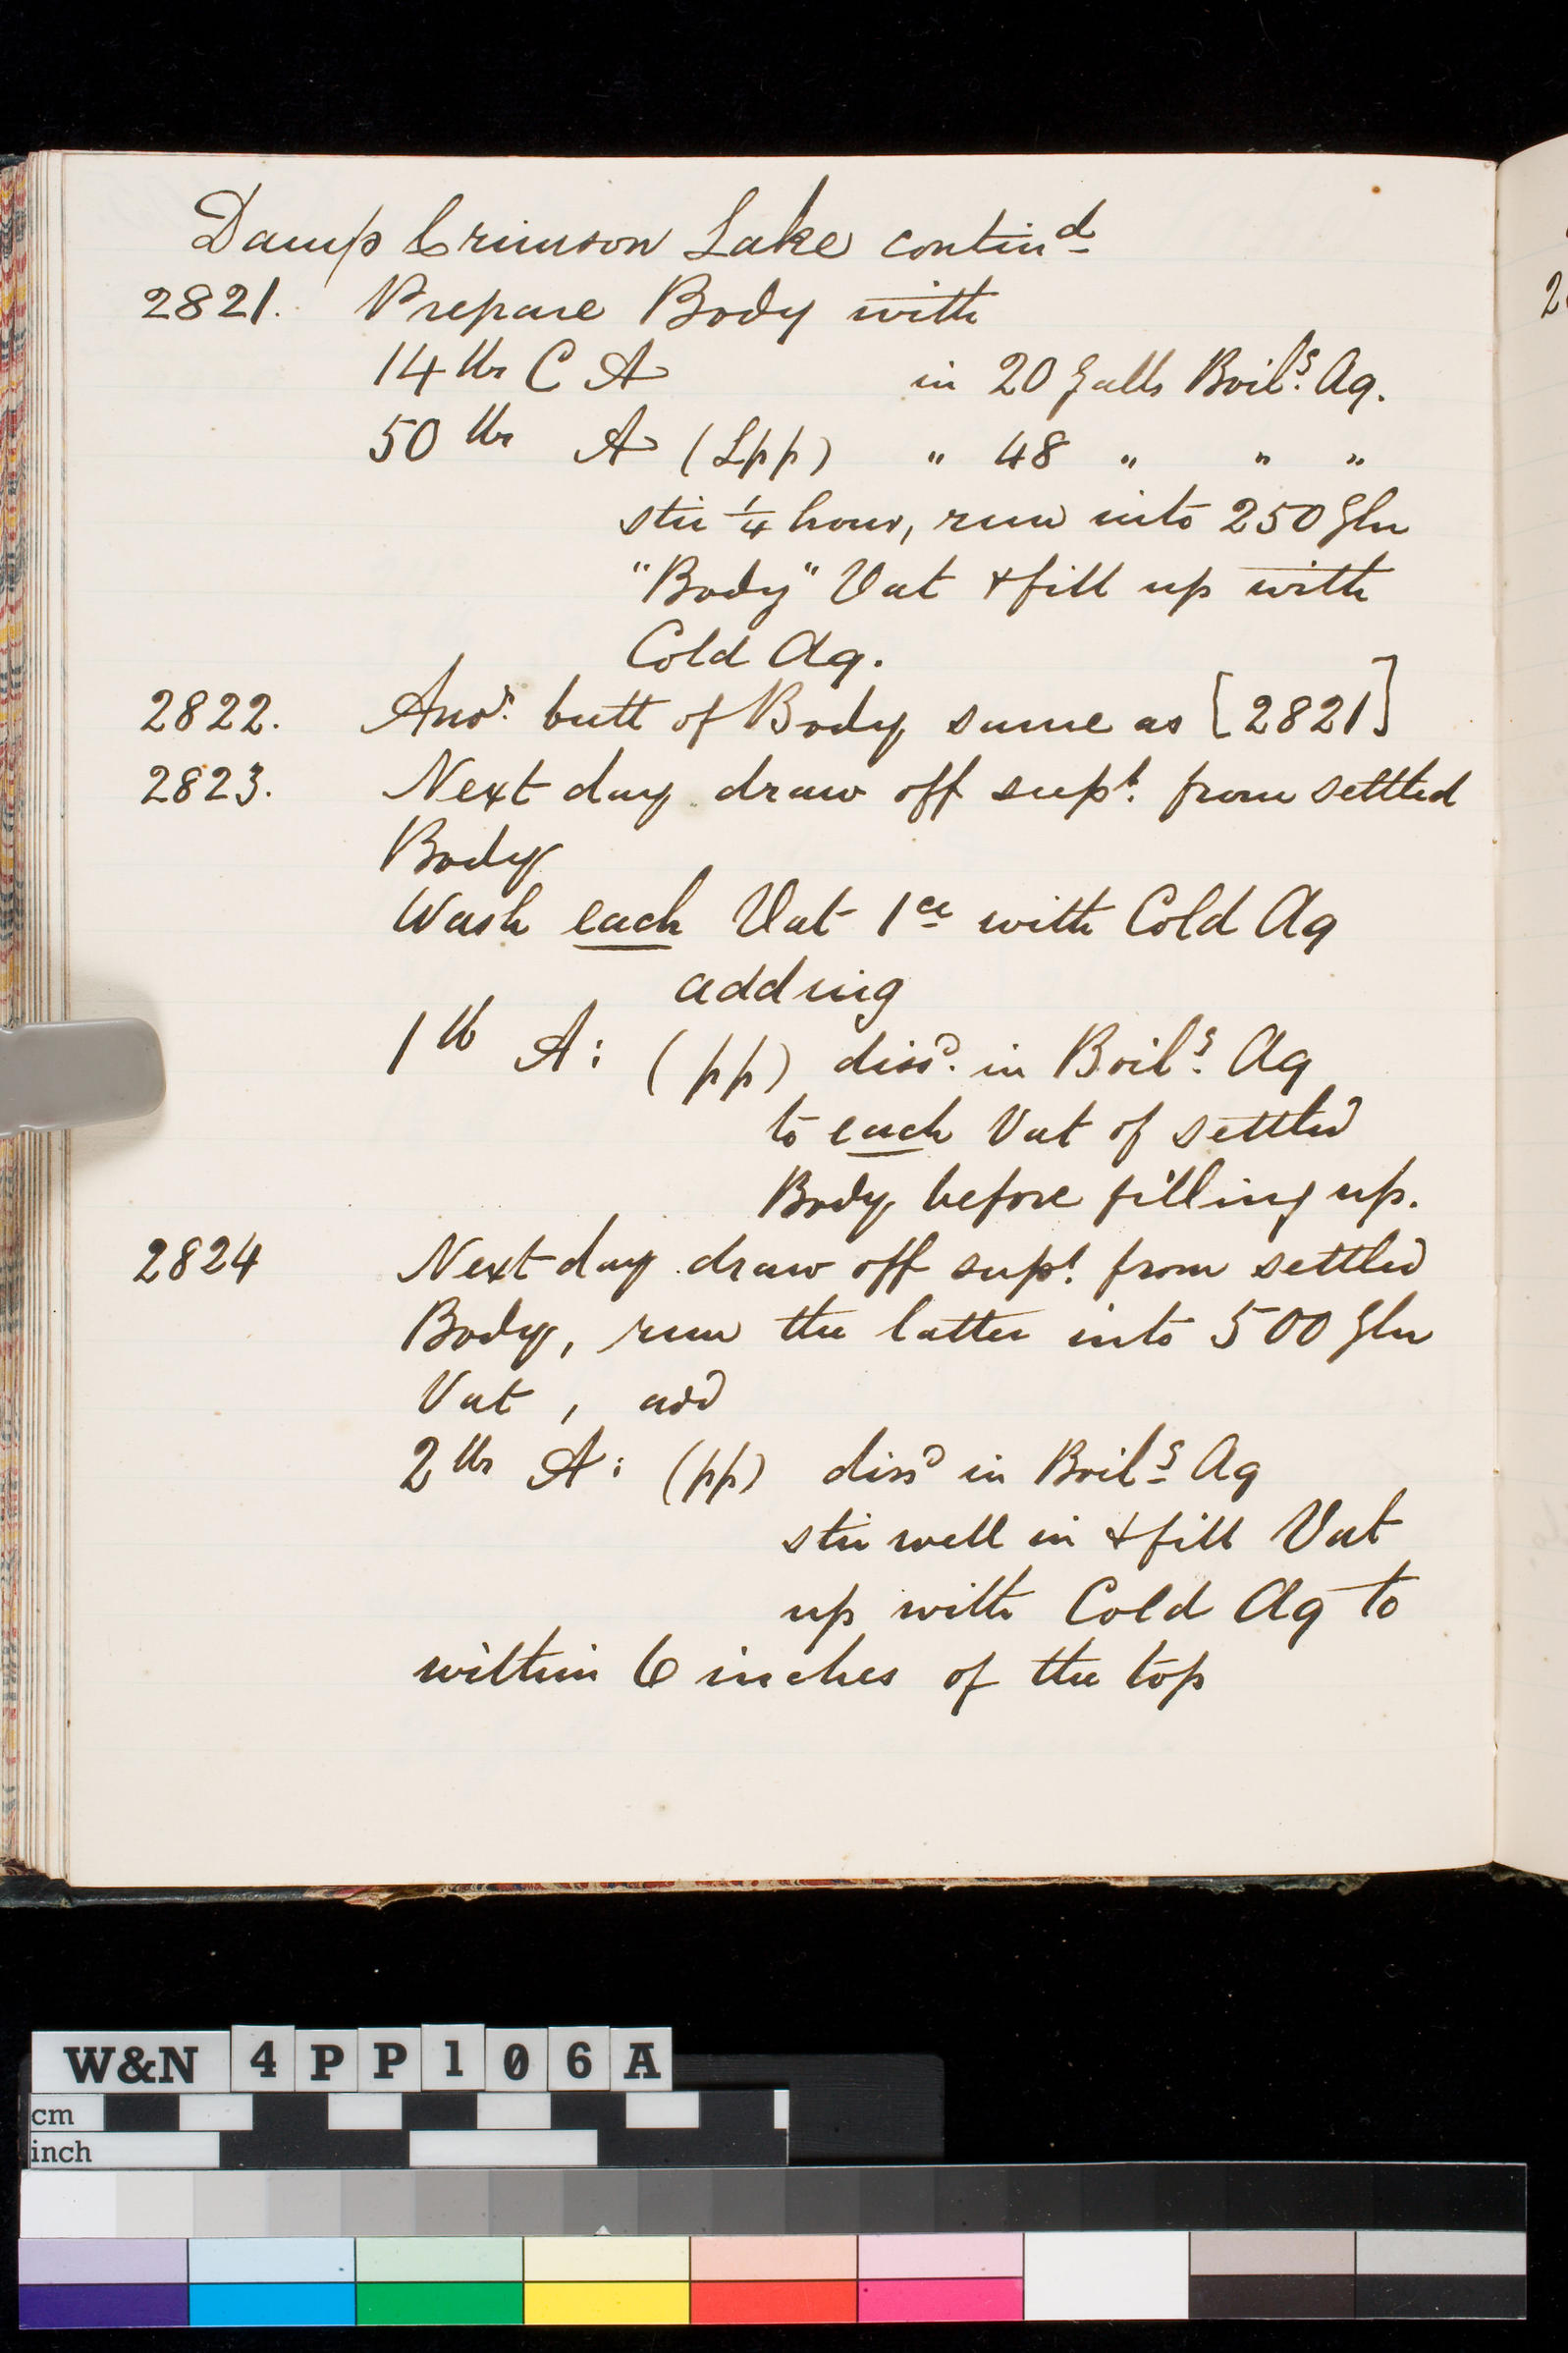 Damp Crimson Lake contin^d
2821. Prepare Body with
14 lbs C A in 20 Galls Boil^g. Aq.
50 lbs A (Lpp) " 48 " " "
stir 1/4 hour, run into 250 Gln
"Body" Vat & fill up with
Cold Aq.
2822. Ano^r. butt of Body same as [2821]
2823. Next day draw off sup^t. from settled
Body
Wash each Vat 1^ce with Cold Aq
adding
1 lb A: (pp) diss^d. in Boil^g. Aq
to each Vat of settled
Body before filling up.
2824 Next day draw off sup^t. from settled
Body, run the latter into 500 Gln
Vat, add
2 lbs A: (pp) diss^d in Boil^g Aq
stir well in & fill Vat
up with Cold Aq to
within 6 inches of the top
W&N 4PP106A
cm
inch